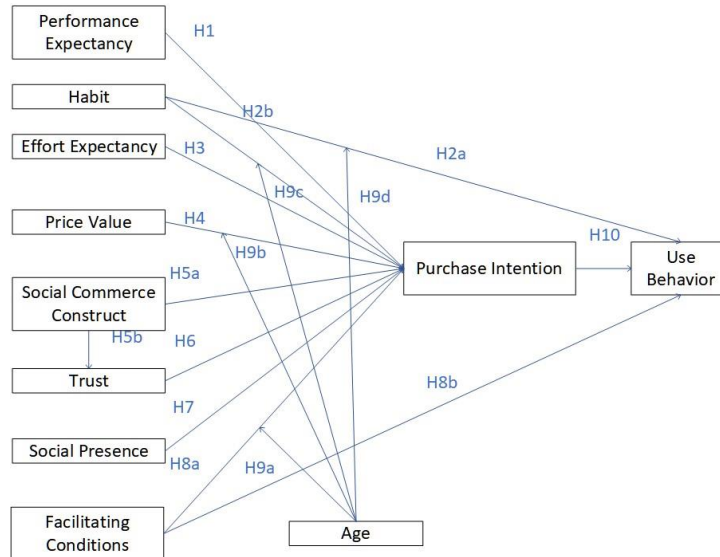 Performance
Expectancy
H1
Habit
H2b
Effort Expectancy
H3
H2a
H9c
H9d
Price Value
H4
H9b
H10
Purchase Intention
Use
Behavior
H5a
Social Commerce
Construct
H5b
H6
Trust
H8b
H7
Social Presence
H8a
H9a
Facilitating
Conditions
Age